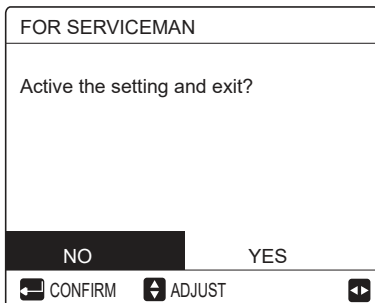 FOR SERVICEMAN
Active the setting and exit?
NO YES
CONFIRM ADJUST